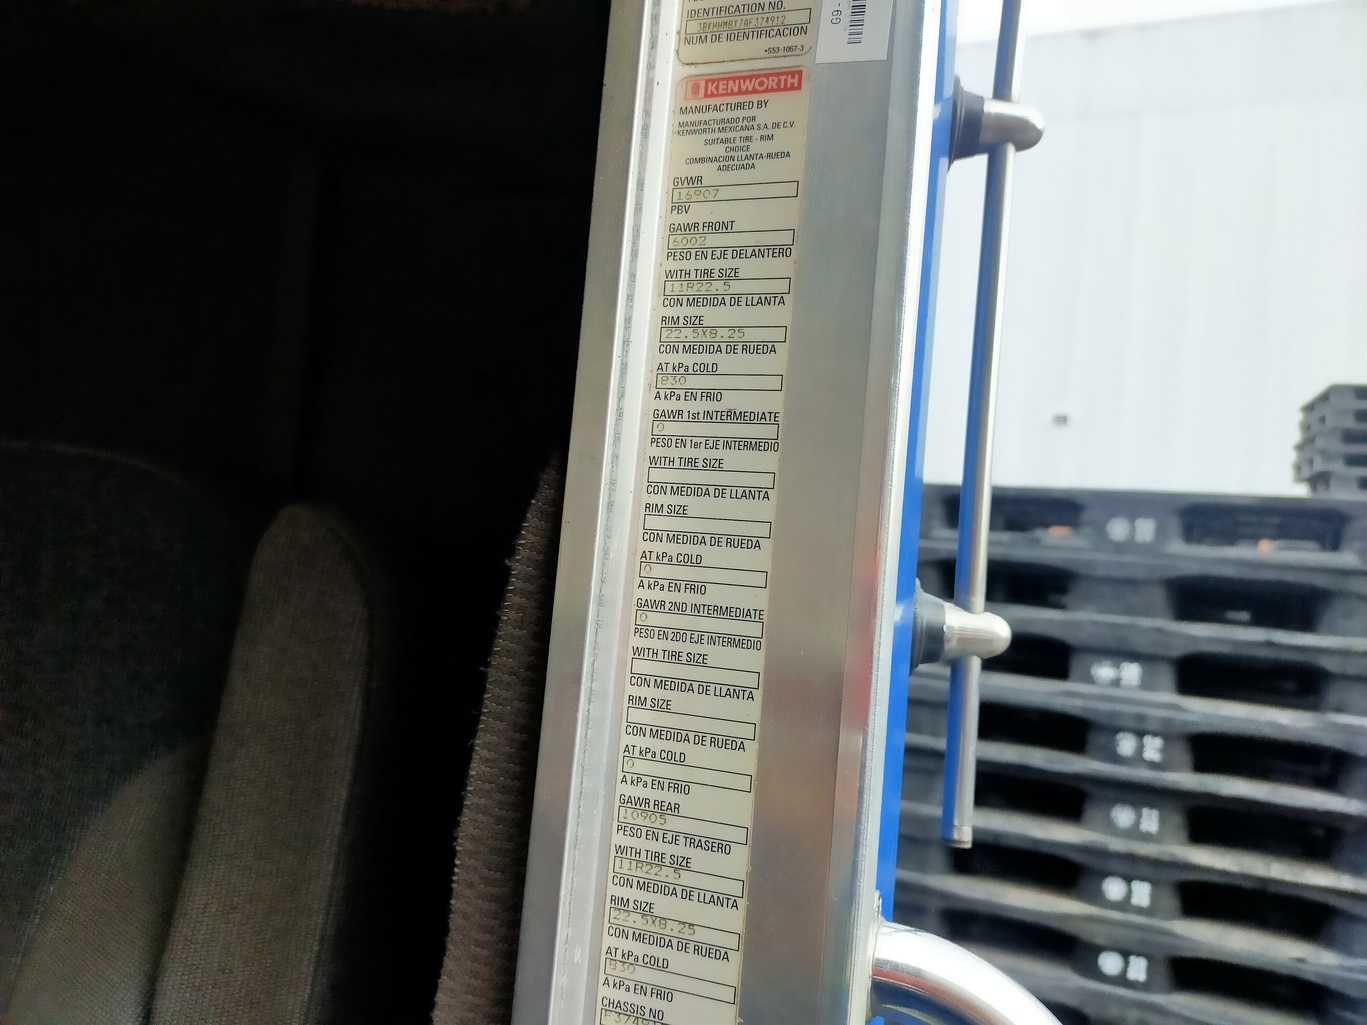 IDENTIFICATION NO.
3BKHHM8X7AF374912
NUM DE IDENTIFICACION
•S53-1067-3
G9-
KENWORTH
MANUFACTURED BY
MANUFACTURADO POR
KENWORTH MEXICANA S.A. DE C.V.
SUITABLE TIRE - RIM
CHOICE
COMBINACION LLANTA-RUEDA
ADECUADA
GVWR
16907
PBV
GAWR FRONT
6002
PESO EN EJE DELANTERO
WITH TIRE SIZE
11R22.5
CON MEDIDA DE LLANTA
RIM SIZE
22.5X8.25
CON MEDIDA DE RUEDA
AT kPa COLD
830
A kPa EN FRIO
GAWR 1st INTERMEDIATE
0
PESO EN 1er EJE INTERMEDIO
WITH TIRE SIZE
CON MEDIDA DE LLANTA
RIM SIZE
CON MEDIDA DE RUEDA
AT kPa COLD
0
A kPa EN FRIO
GAWR 2ND INTERMEDIATE
0
PESO EN 2DO EJE INTERMEDIO
WITH TIRE SIZE
CON MEDIDA DE LLANTA
RIM SIZE
CON MEDIDA DE RUEDA
AT kPa COLD
0
A kPa EN FRIO
GAWR REAR
10905
PESO EN EJE TRASERO
WITH TIRE SIZE
11R22.5
CON MEDIDA DE LLANTA
RIM SIZE
22.5X8.25
CON MEDIDA DE RUEDA
AT kPa COLD
830
A kPa EN FRIO
CHASSIS NO